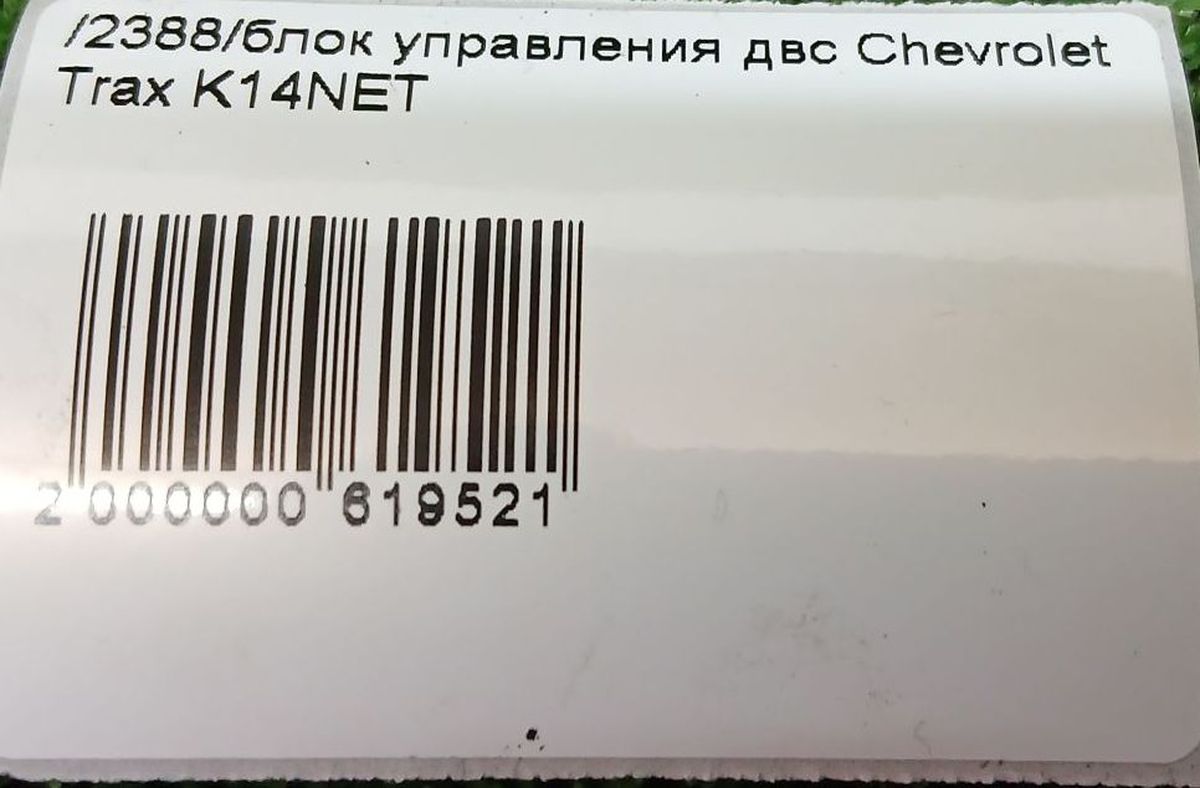 /2388/блок управления двс Chevrolet
Trax K14NET
2 000000 619521